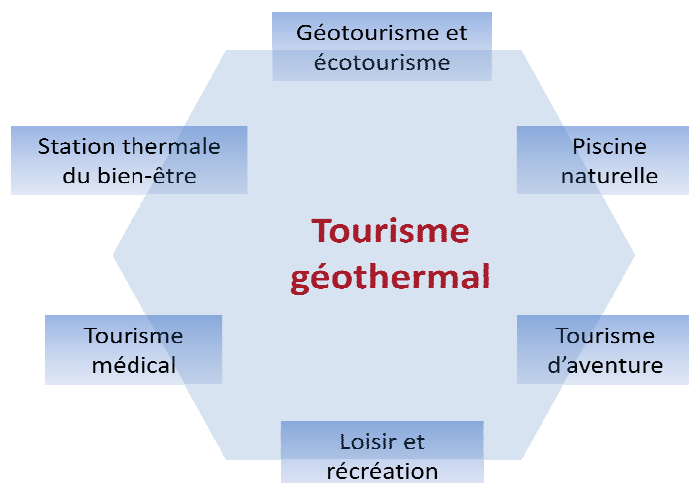 Géotourisme et
écotourisme
Station thermale
du bien-être
Piscine
naturelle
Tourisme
géothermal
Tourisme
médical
Tourisme
d'aventure
Loisir et
récréation